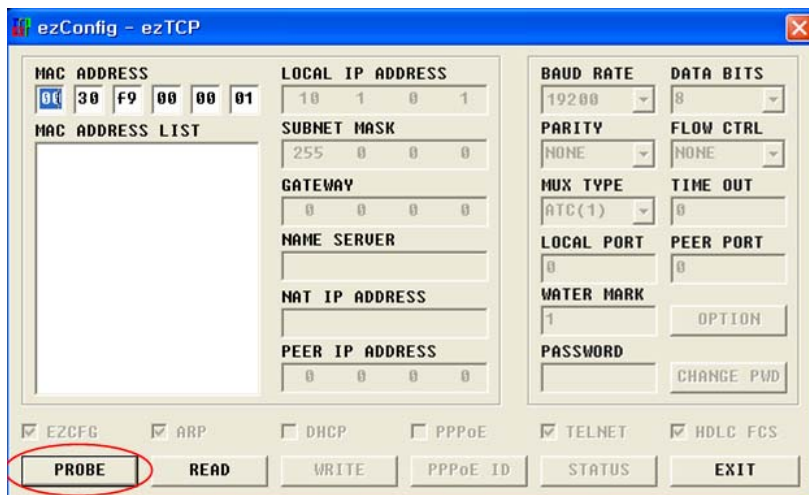 ezConfig - ezTCP
MAC ADDRESS
00 30 F9 00 00 01
MAC ADDRESS LIST
LOCAL IP ADDRESS
10 1 0 1
SUBNET MASK
255 0 0 0
GATEWAY
0 0 0 0
NAME SERVER
NAT IP ADDRESS
PEER IP ADDRESS
0 0 0 0
BAUD RATE DATA BITS
19200 8
PARITY FLOW CTRL
NONE NONE
MUX TYPE TIME OUT
ATC(1) 0
LOCAL PORT PEER PORT
0 0
WATER MARK
1 OPTION
PASSWORD
CHANGE PWD
EZCFG ARP DHCP PPPoE TELNET HDLC FCS
PROBE READ WRITE PPPoE ID STATUS EXIT